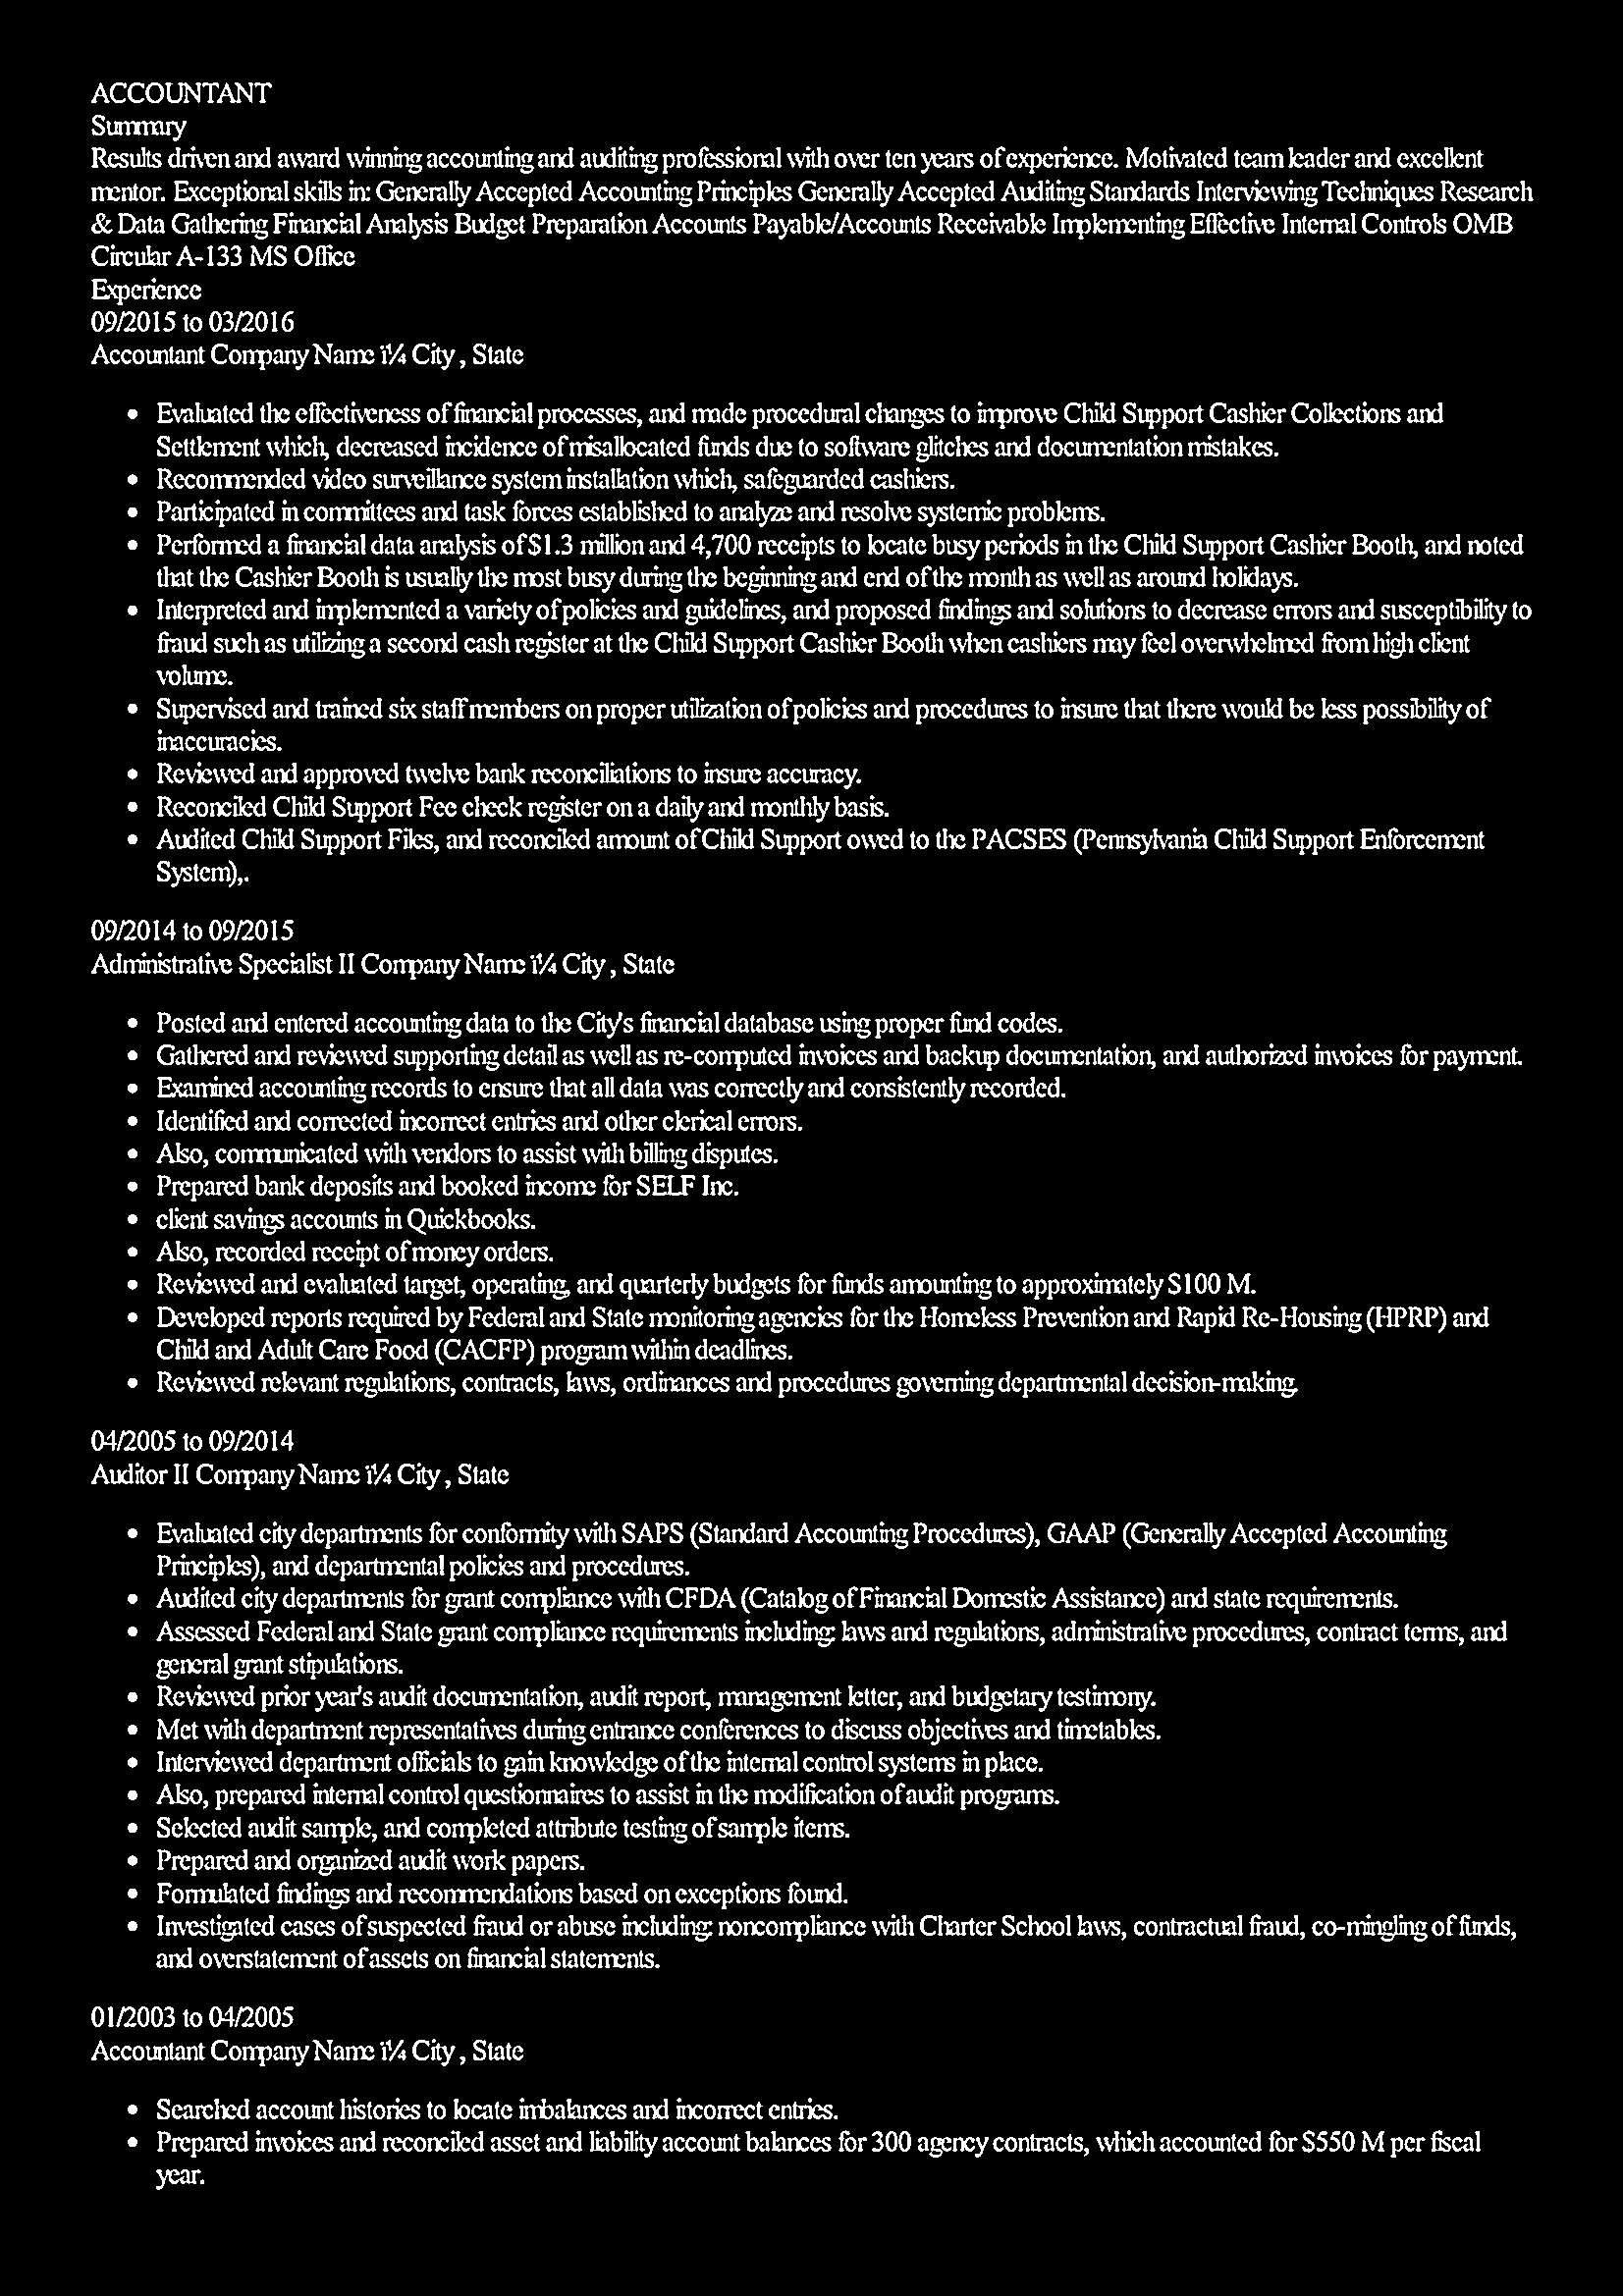 ACCOUNTANT
Summary
Results driven and award winning accounting and auditing professional with over ten years of experience. Motivated team leader and excellent
mentor. Exceptional skills in: Generally Accepted Accounting Principles Generally Accepted Auditing Standards Interviewing Techniques Research
& Data Gathering Financial Analysis Budget Preparation Accounts Payable/Accounts Receivable Implementing Effective Internal Controls OMB
Circular A-133 MS Office
Experience
09/2015 to 03/2016
Accountant Company Name ï¼ City , State
• Evaluated the effectiveness of financial processes, and made procedural changes to improve Child Support Cashier Collections and
Settlement which, decreased incidence of misallocated funds due to software glitches and documentation mistakes.
• Recommended video surveillance system installation which, safeguarded cashiers.
• Participated in committees and task forces established to analyze and resolve systemic problems.
• Performed a financial data analysis of $1.3 million and 4,700 receipts to locate busy periods in the Child Support Cashier Booth, and noted
that the Cashier Booth is usually the most busy during the beginning and end of the month as well as around holidays.
• Interpreted and implemented a variety of policies and guidelines, and proposed findings and solutions to decrease errors and susceptibility to
fraud such as utilizing a second cash register at the Child Support Cashier Booth when cashiers may feel overwhelmed from high client
volume.
• Supervised and trained six staff members on proper utilization of policies and procedures to insure that there would be less possibility of
inaccuracies.
• Reviewed and approved twelve bank reconciliations to insure accuracy.
• Reconciled Child Support Fee check register on a daily and monthly basis.
• Audited Child Support Files, and reconciled amount of Child Support owed to the PACSES (Pennsylvania Child Support Enforcement
System),.
09/2014 to 09/2015
Administrative Specialist II Company Name ï¼ City , State
• Posted and entered accounting data to the City's financial database using proper fund codes.
• Gathered and reviewed supporting detail as well as re-computed invoices and backup documentation, and authorized invoices for payment.
• Examined accounting records to ensure that all data was correctly and consistently recorded.
• Identified and corrected incorrect entries and other clerical errors.
• Also, communicated with vendors to assist with billing disputes.
• Prepared bank deposits and booked income for SELF Inc.
• client savings accounts in Quickbooks.
• Also, recorded receipt of money orders.
• Reviewed and evaluated target, operating, and quarterly budgets for funds amounting to approximately $100 M.
• Developed reports required by Federal and State monitoring agencies for the Homeless Prevention and Rapid Re-Housing (HPRP) and
Child and Adult Care Food (CACFP) program within deadlines.
• Reviewed relevant regulations, contracts, laws, ordinances and procedures governing departmental decision-making.
04/2005 to 09/2014
Auditor II Company Name ï¼ City , State
• Evaluated city departments for conformity with SAPS (Standard Accounting Procedures), GAAP (Generally Accepted Accounting
Principles), and departmental policies and procedures.
• Audited city departments for grant compliance with CFDA (Catalog of Financial Domestic Assistance) and state requirements.
• Assessed Federal and State grant compliance requirements including: laws and regulations, administrative procedures, contract terms, and
general grant stipulations.
• Reviewed prior year's audit documentation, audit report, management letter, and budgetary testimony.
• Met with department representatives during entrance conferences to discuss objectives and timetables.
• Interviewed department officials to gain knowledge of the internal control systems in place.
• Also, prepared internal control questionnaires to assist in the modification of audit programs.
• Selected audit sample, and completed attribute testing of sample items.
• Prepared and organized audit work papers.
• Formulated findings and recommendations based on exceptions found.
• Investigated cases of suspected fraud or abuse including: noncompliance with Charter School laws, contractual fraud, co-mingling of funds,
and overstatement of assets on financial statements.
01/2003 to 04/2005
Accountant Company Name ï¼ City , State
• Searched account histories to locate imbalances and incorrect entries.
• Prepared invoices and reconciled asset and liability account balances for 300 agency contracts, which accounted for $550 M per fiscal
year.